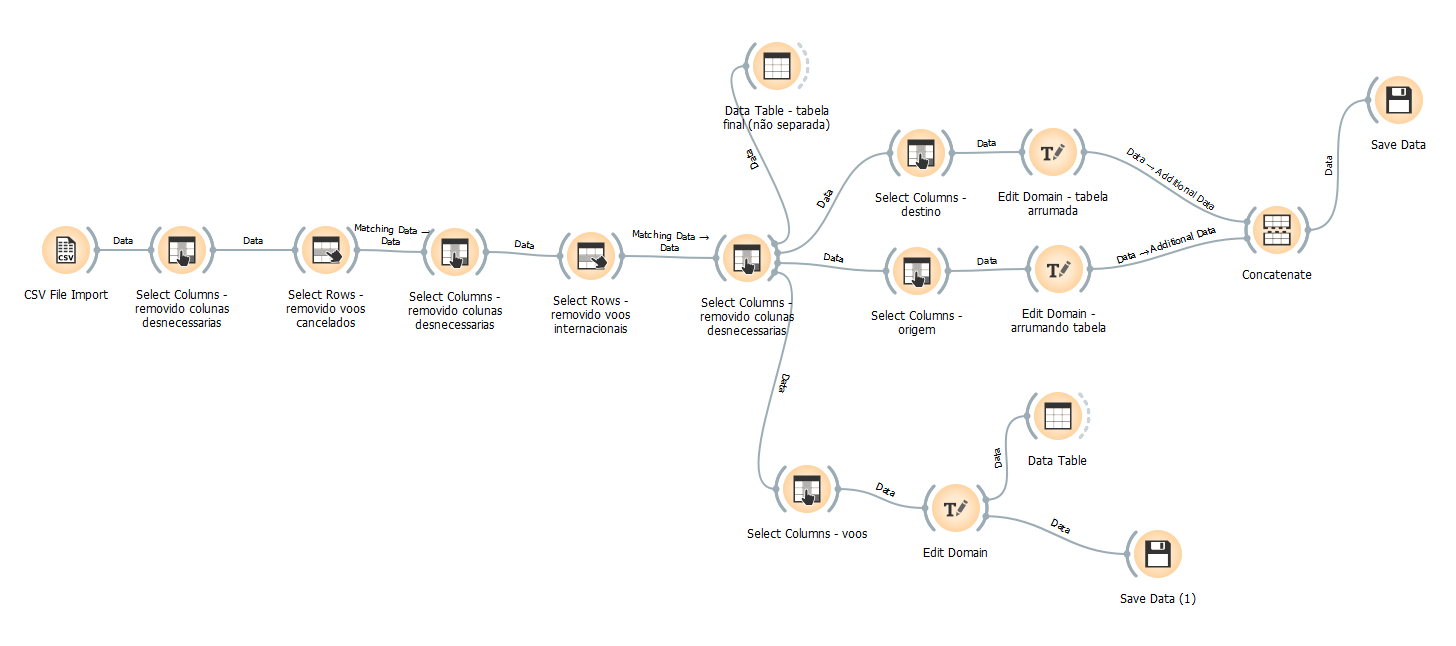 Data Table - tabela
final (não separada)
Data
Save Data
Data
Select Columns -
destino
Data
Data
Edit Domain - tabela
arrumada
Data → Additional Data
CSV File Import
Data
Select Columns -
removido colunas
desnecessarias
Data
Select Rows -
removido voos
cancelados
Matching Data →
Data
Select Columns -
removido colunas
desnecessarias
Data
Select Rows -
removido voos
internacionais
Matching Data →
Data
Select Columns -
removido colunas
desnecessarias
Data
Select Columns -
origem
Data
Edit Domain -
arrumando tabela
Data → Additional Data
Concatenate
Data
Select Columns - voos
Data
Edit Domain
Data
Data Table
Data
Save Data (1)
CSV
T
T
T